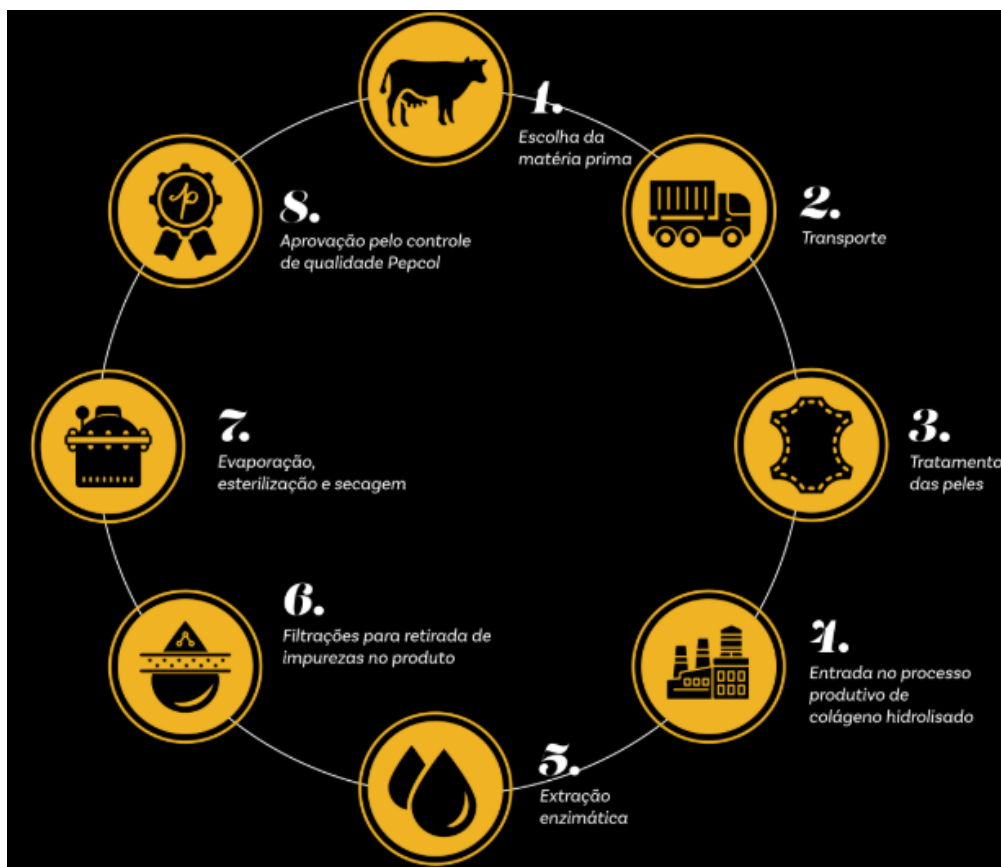 1.
Escolha da
matéria prima
2.
Transporte
3.
Tratamento
das peles
4.
Entrada no processo
produtivo de
colágeno hidrolisado
5.
Extração
enzimática
6.
Filtrações para retirada de
impurezas no produto
7.
Evaporação,
esterilização e secagem
8.
Aprovação pelo controle
de qualidade Pepcol
p